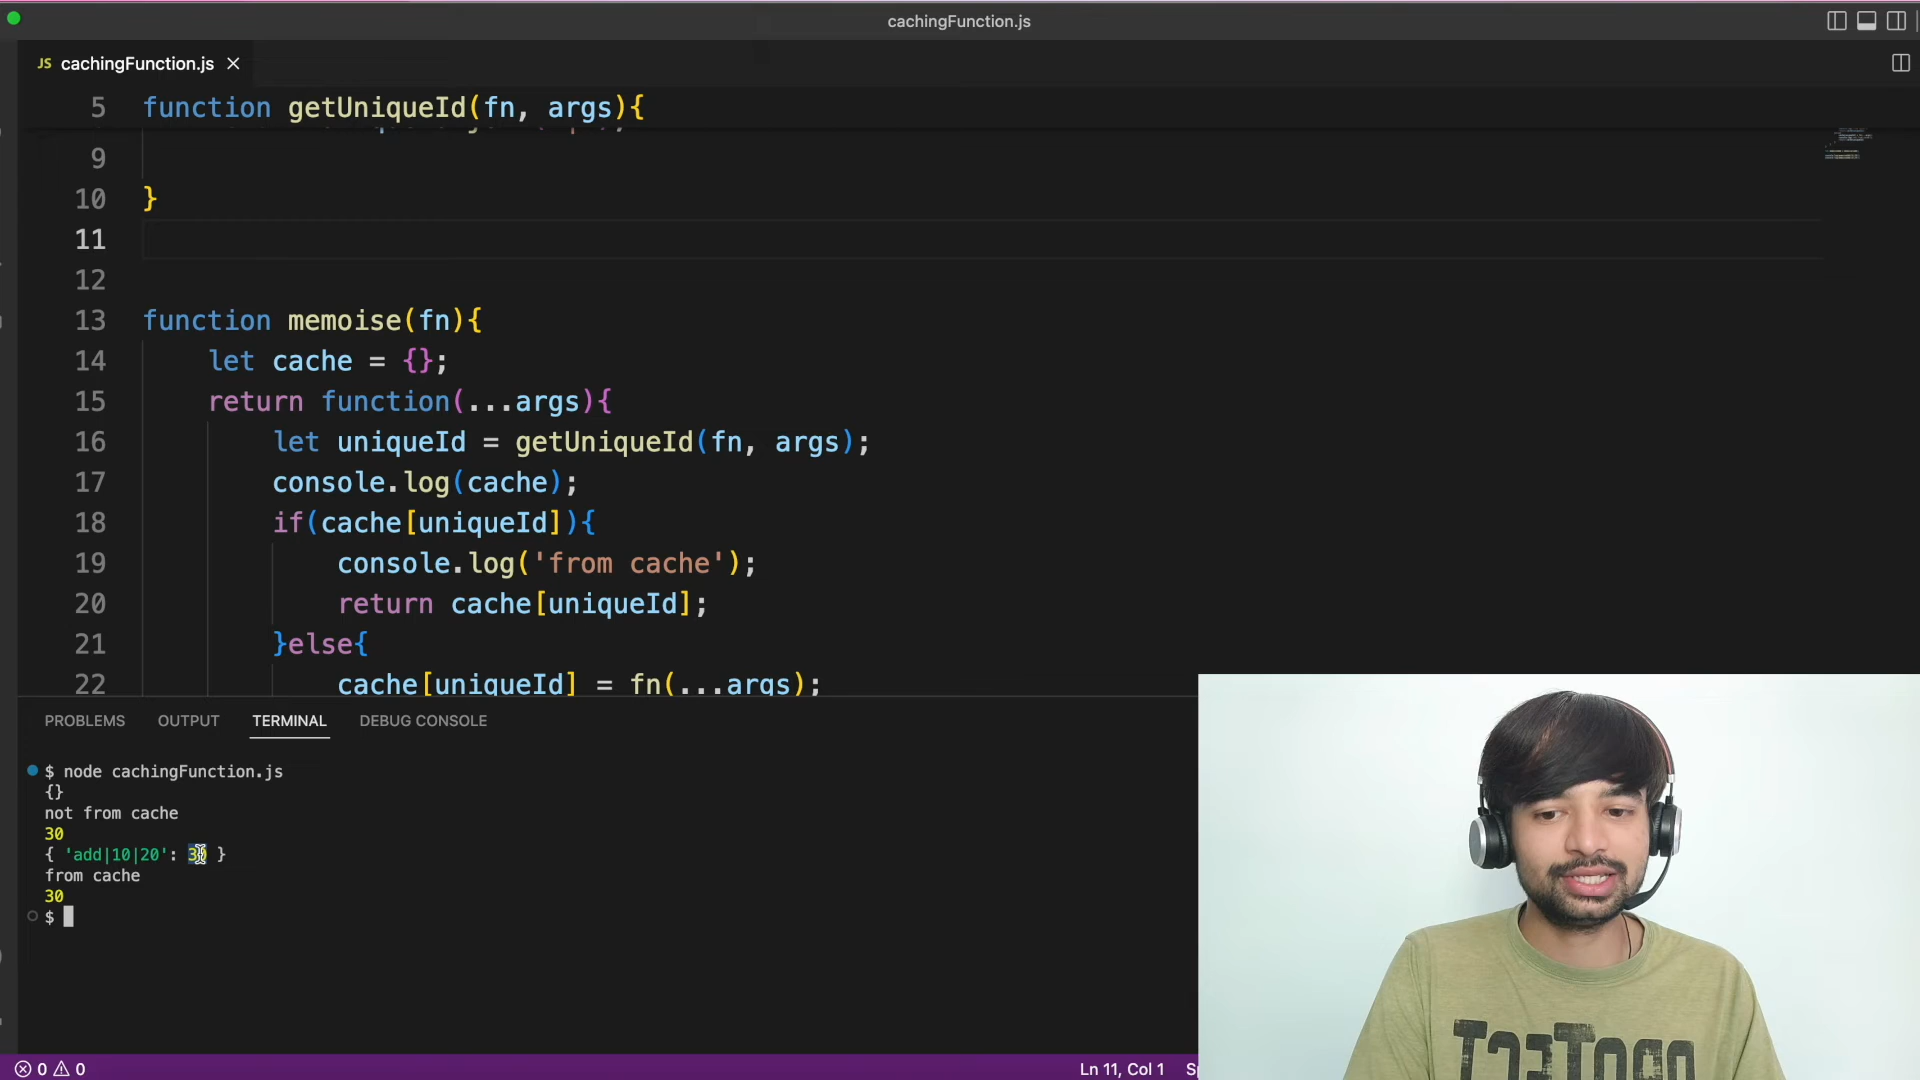 cachingFunction.js
JS cachingFunction.js
5 function getUniqueId(fn, args){
9
10 }
11
12
13 function memoise(fn){
14 let cache = {};
15 return function(...args){
16 let uniqueId = getUniqueId(fn, args);
17 console.log(cache);
18 if(cache[uniqueId]){
19 console.log('from cache');
20 return cache[uniqueId];
21 }else{
22 cache[uniqueId] = fn(...args);
PROBLEMS OUTPUT TERMINAL DEBUG CONSOLE
$ node cachingFunction.js
{}
not from cache
30
{ 'add|10|20': 30 }
from cache
30
$
0 0 Ln 11, Col 1